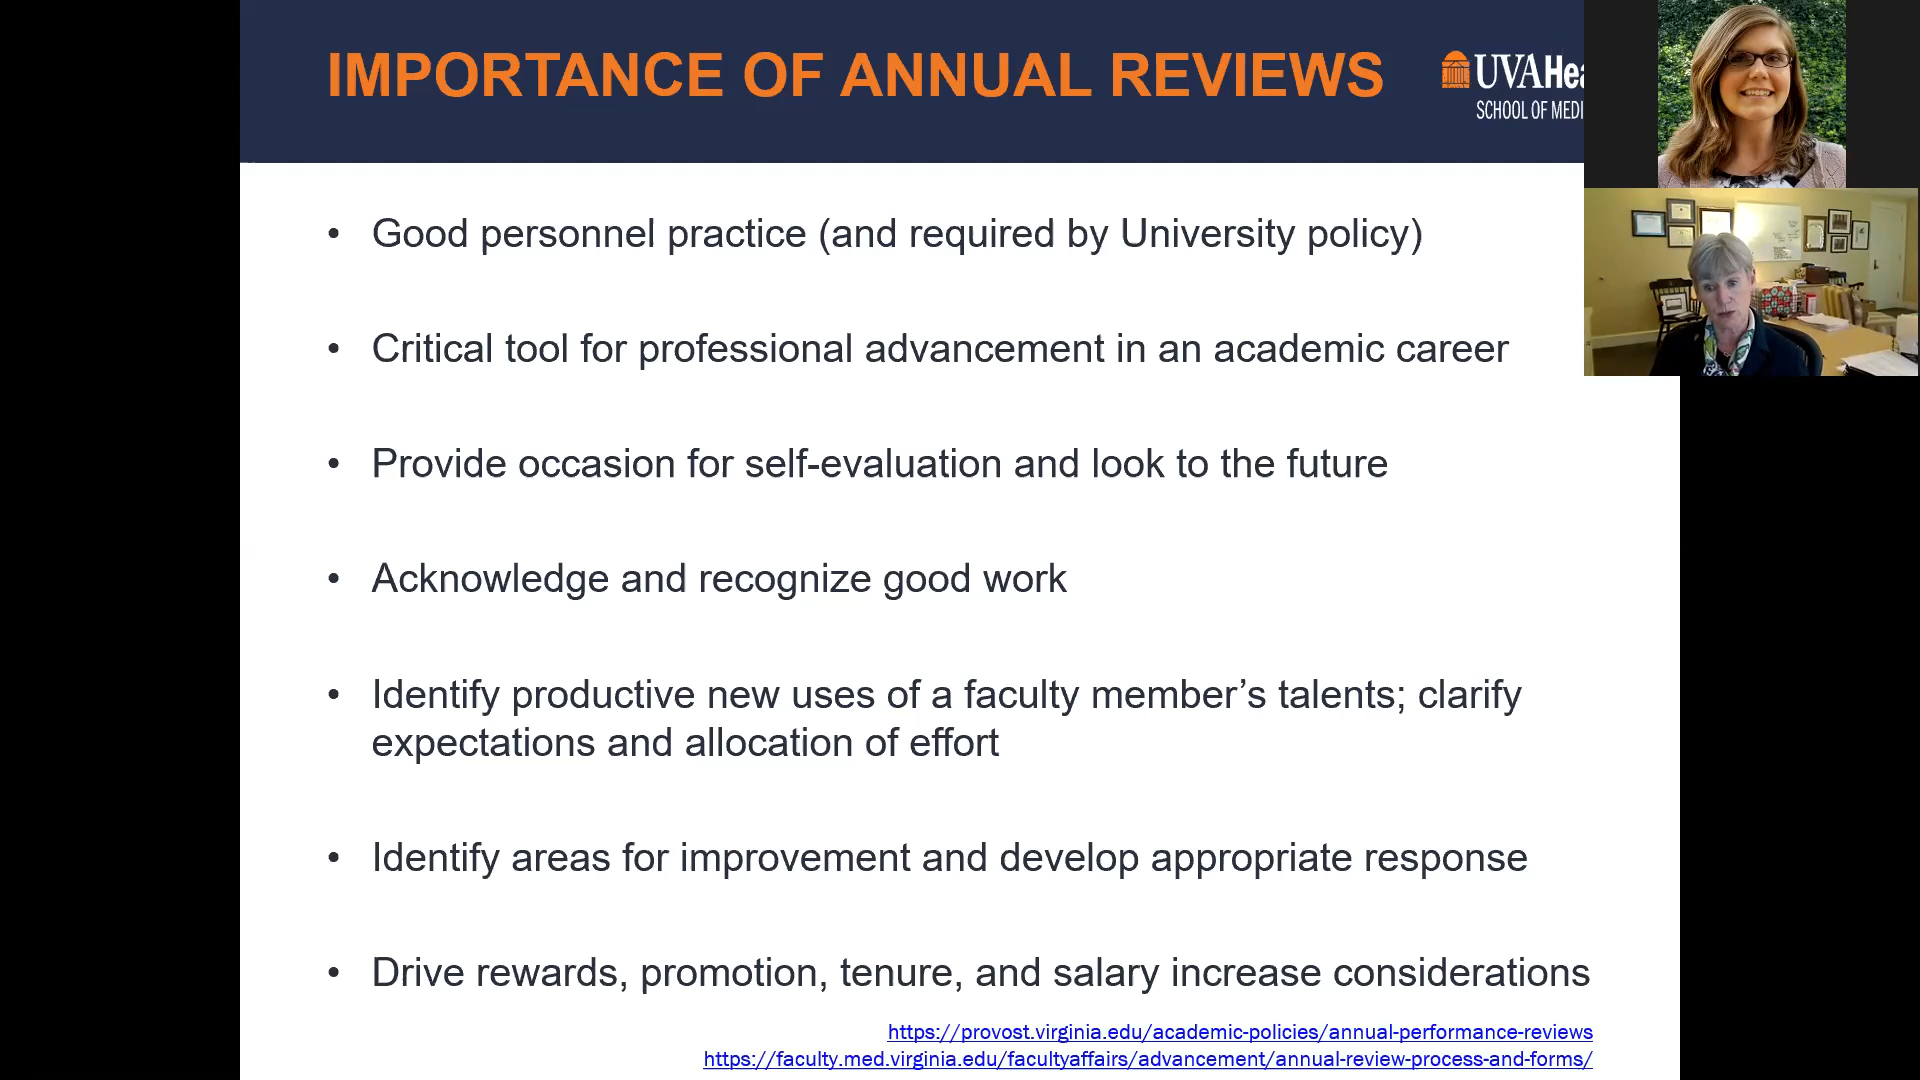 IMPORTANCE OF ANNUAL REVIEWS
UVAHea
SCHOOL OF MEDI
• Good personnel practice (and required by University policy)
• Critical tool for professional advancement in an academic career
• Provide occasion for self-evaluation and look to the future
• Acknowledge and recognize good work
• Identify productive new uses of a faculty member’s talents; clarify
expectations and allocation of effort
• Identify areas for improvement and develop appropriate response
• Drive rewards, promotion, tenure, and salary increase considerations
https://provost.virginia.edu/academic-policies/annual-performance-reviews
https://faculty.med.virginia.edu/facultyaffairs/advancement/annual-review-process-and-forms/